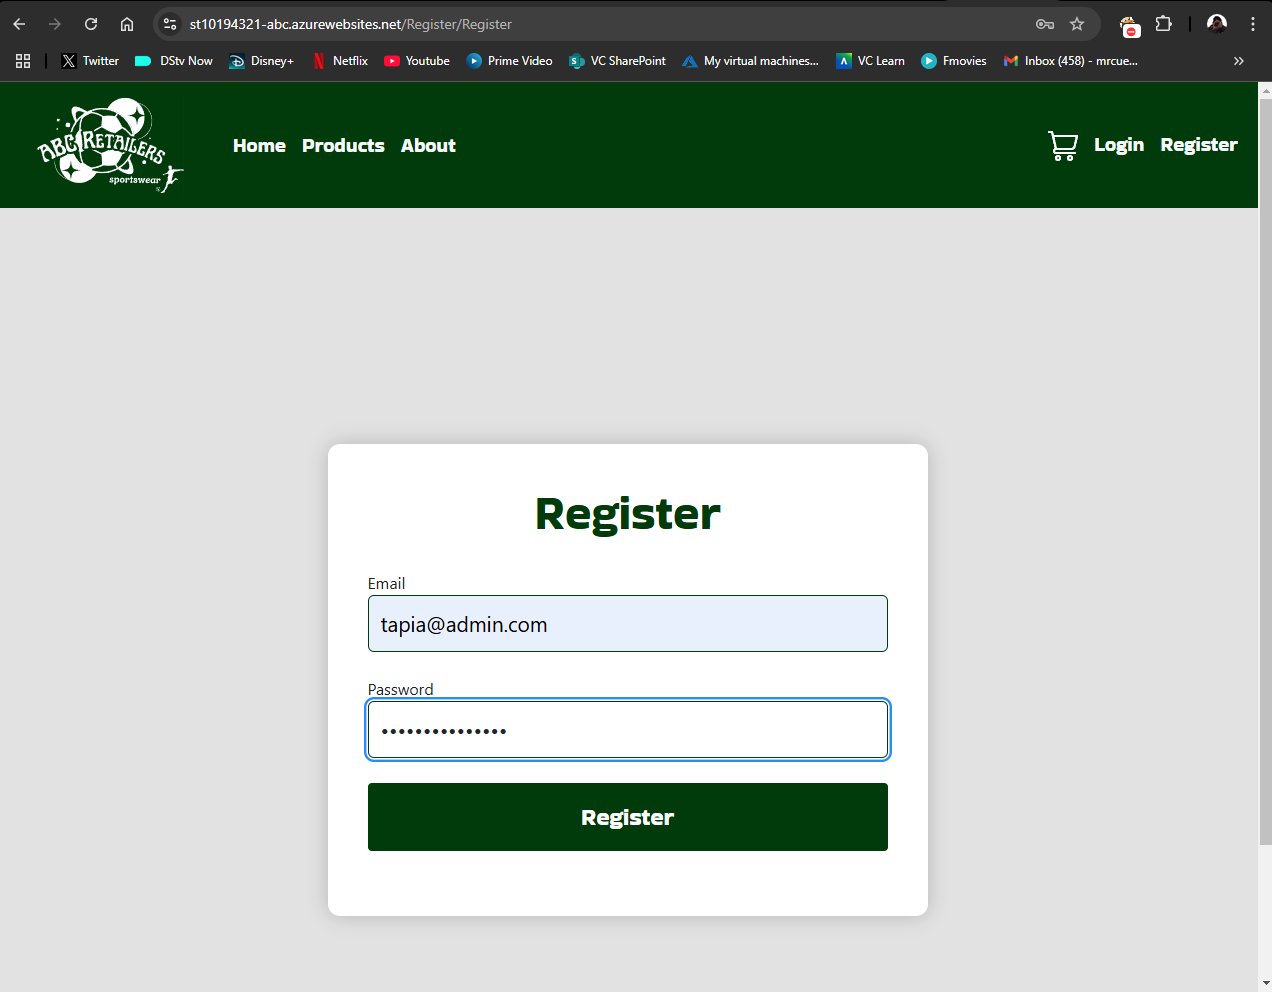 st10194321-abc.azurewebsites.net/Register/Register
Twitter DStv Now Disney+ Netflix Youtube Prime Video VC SharePoint My virtual machines... VC Learn Fmovies Inbox (458) - mrcue... »
ABC RETAILERS
sportswear
Home Products About Login Register
Register
Email
tapia@admin.com
Password
•••••••••••••••
Register